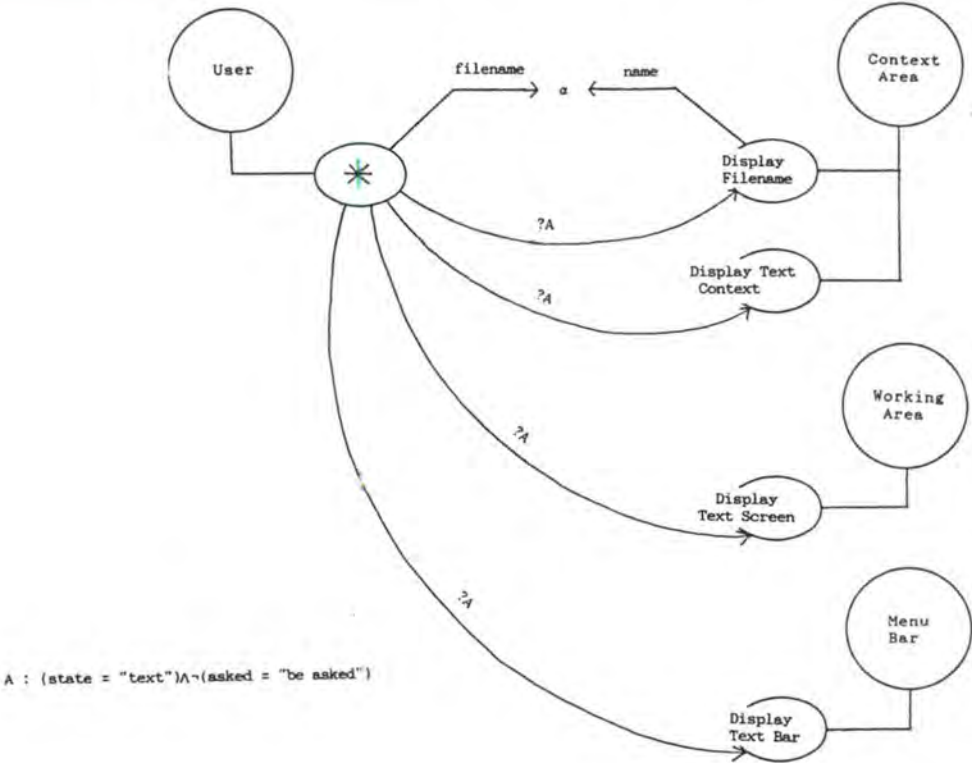 User
filename
α
name
Context
Area
Display
Filename
?A
Display Text
Context
?A
Working
Area
?A
Display
Text Screen
?A
Menu
Bar
A : (state = "text")∧¬(asked = "be asked")
Display
Text Bar